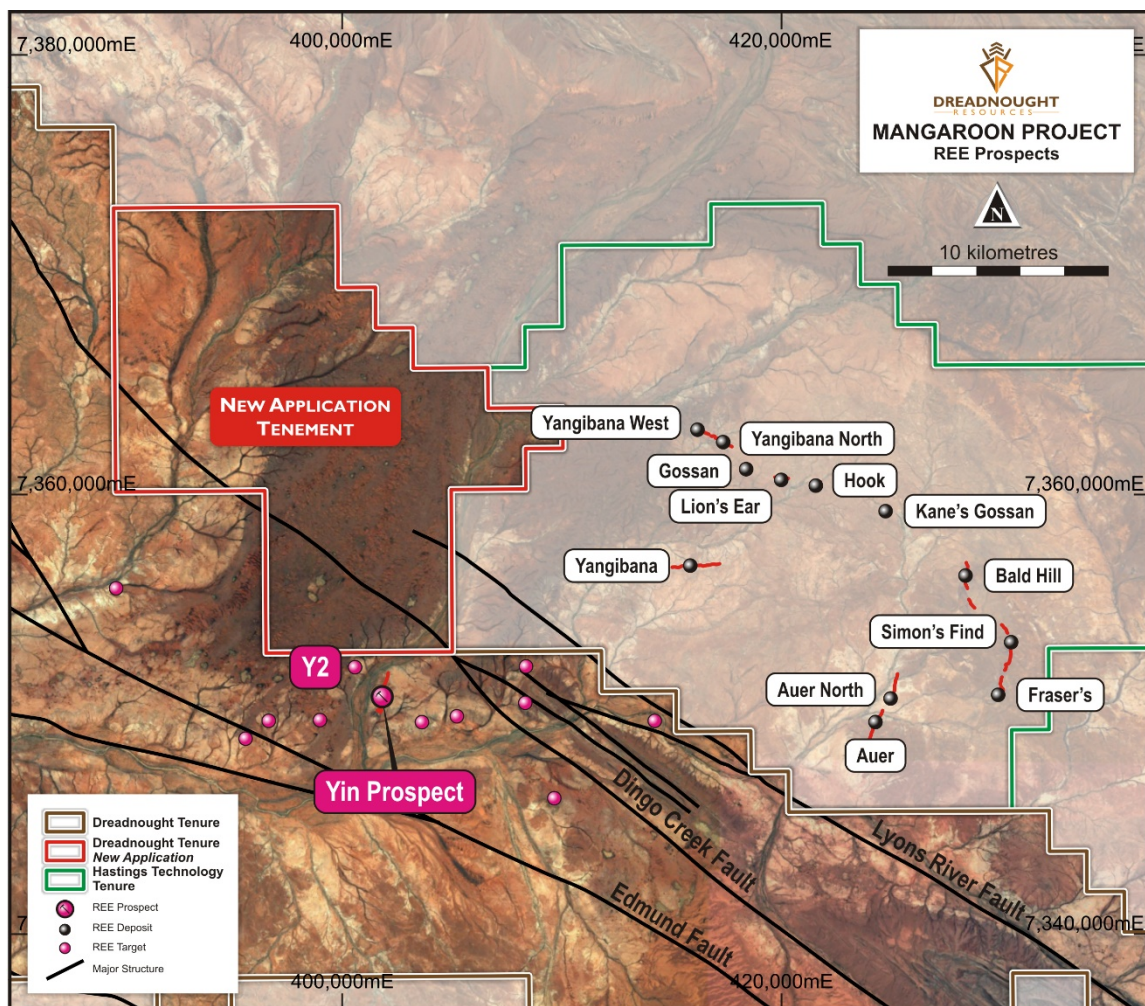 400,000mE
420,000mE
7,380,000mE
DREADNOUGHT
RESOURCES
MANGAROON PROJECT
REE Prospects
N
10 kilometres
NEW APPLICATION
TENEMENT
Yangibana West
Yangibana North
Gossan
Hook
Lion's Ear
7,360,000mE
7,360,000mE
Kane's Gossan
Yangibana
Bald Hill
Simon's Find
Y2
Auer North
Fraser's
Auer
Yin Prospect
Dingo Creek Fault
Lyons River Fault
Edmund Fault
Dreadnought Tenure
Dreadnought Tenure
New Application
Hastings Technology
Tenure
REE Prospect
REE Deposit
REE Target
Major Structure
7,340,000mE
400,000mE
420,000mE